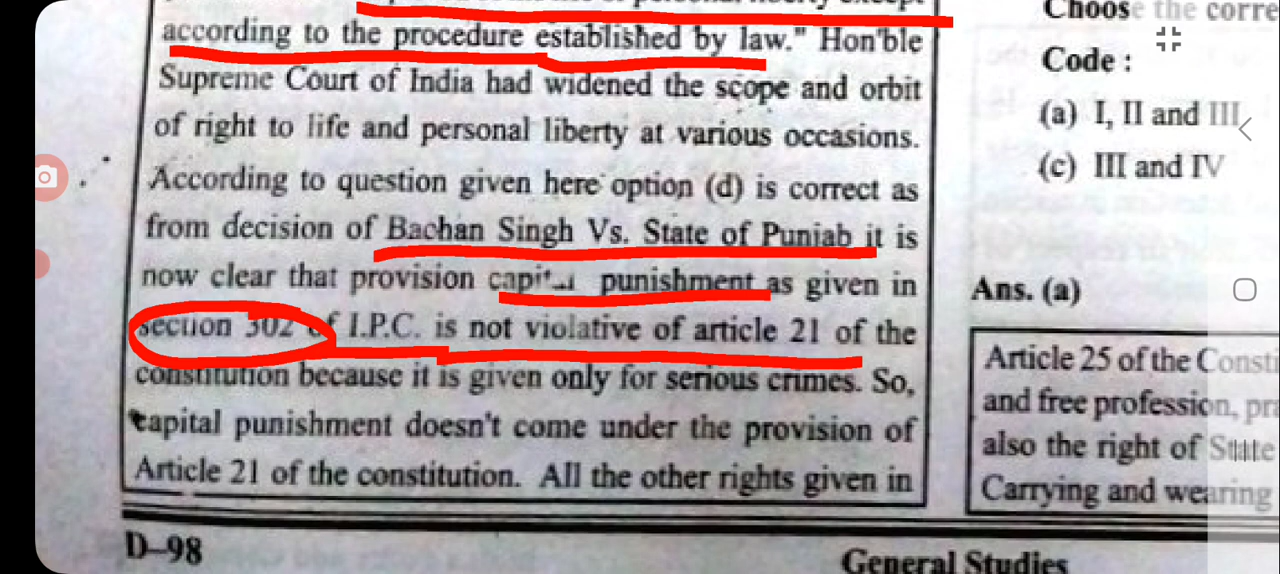 according to the procedure established by law." Hon'ble
Supreme Court of India had widened the scope and orbit
of right to life and personal liberty at various occasions.
According to question given here option (d) is correct as
from decision of Bachan Singh Vs. State of Punjab it is
now clear that provision punishment as given in
section 302 of I.P.C. is not violative of article 21 of the
constitution because it is given only for serious crimes. So,
capital punishment doesn't come under the provision of
Article 21 of the constitution. All the other rights given in
D–98
General Studies
Choose the corre
Code :
(a) I, II and III
(c) III and IV
Ans. (a)
Article 25 of the Consti
and free profession, pr
also the right of State
Carrying and wearing